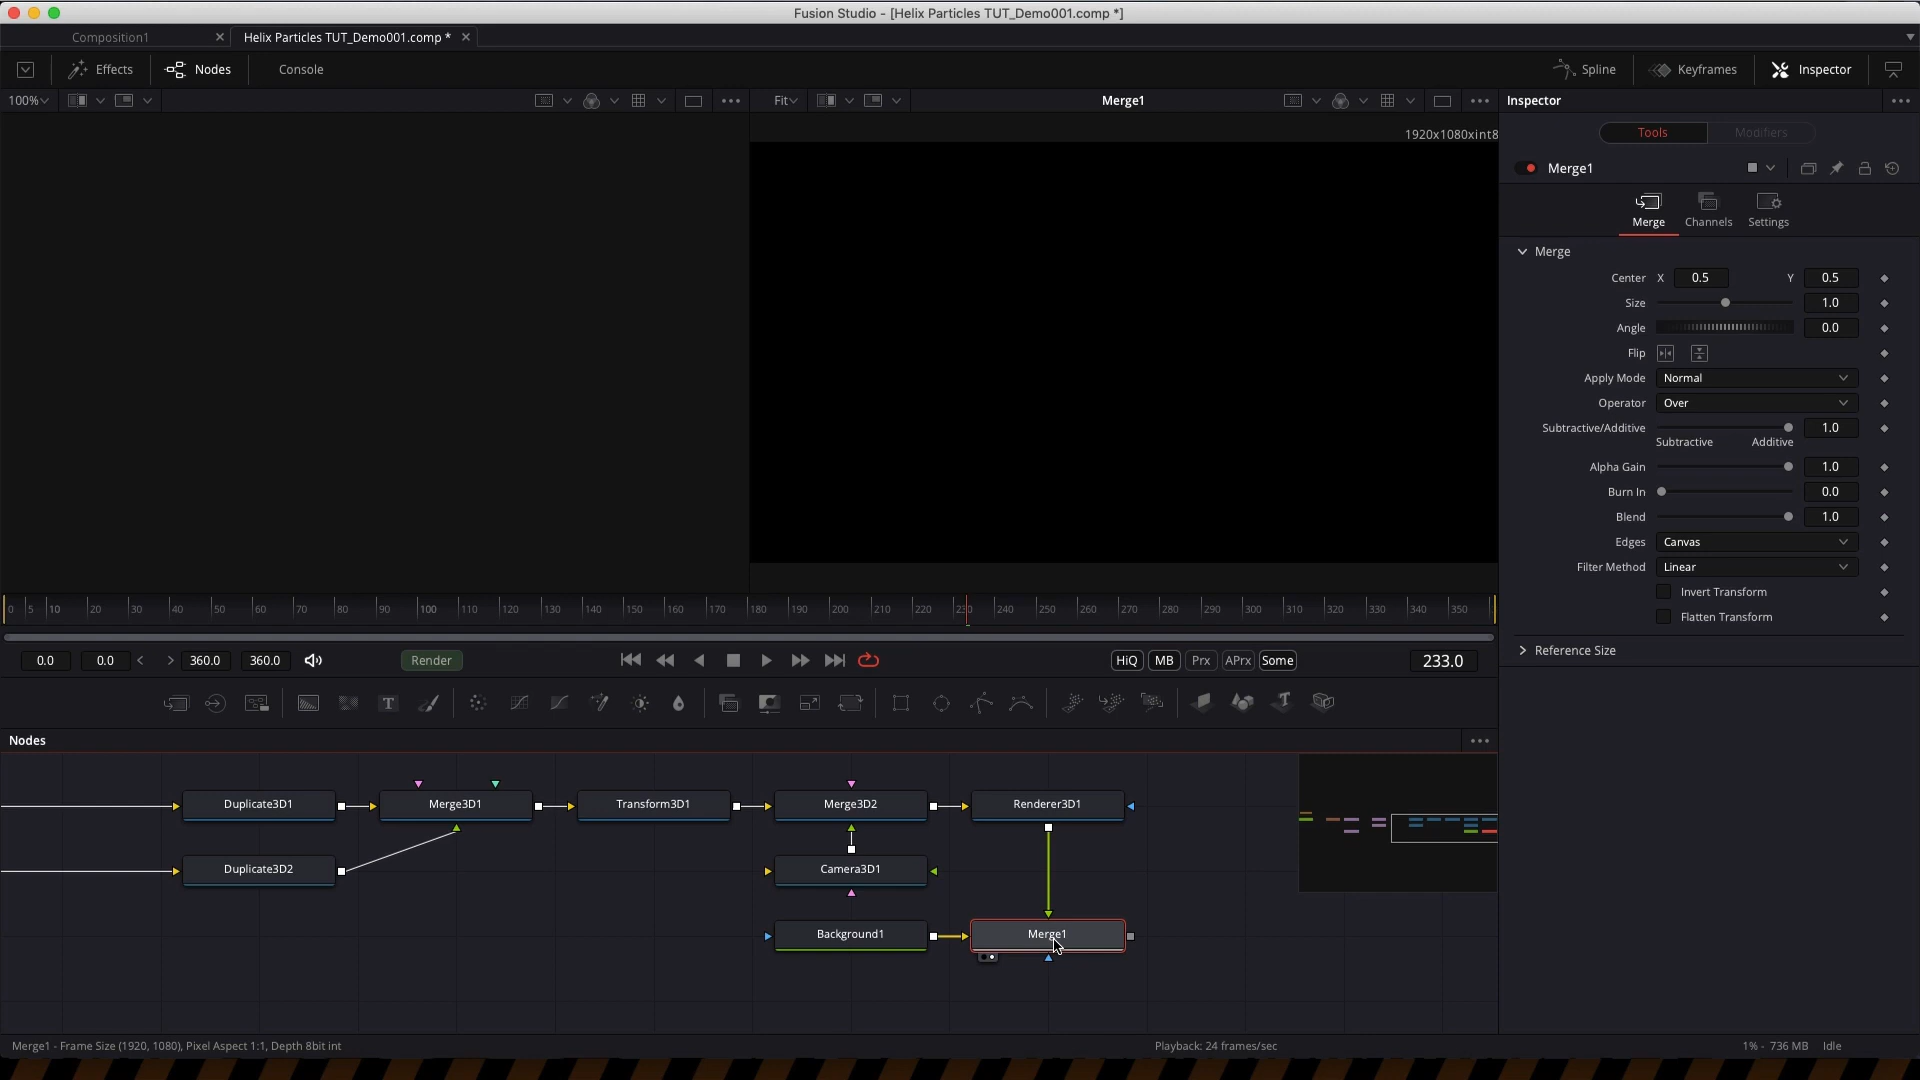 Fusion Studio - [Helix Particles TUT_Demo001.comp *]
Composition1
Helix Particles TUT_Demo001.comp *
Effects
Nodes
Console
Spline
Keyframes
Inspector
100%
Fit
Merge1
Inspector
1920x1080xint8
Tools
Modifiers
Merge1
Merge
Channels
Settings
Merge
Center X 0.5 Y 0.5
Size 1.0
Angle 0.0
Flip
Apply Mode Normal
Operator Over
Subtractive/Additive 1.0
Subtractive Additive
Alpha Gain 1.0
Burn In 0.0
Blend 1.0
Edges Canvas
Filter Method Linear
Invert Transform
Flatten Transform
Reference Size
0 5 10 20 30 40 50 60 70 80 90 100 110 120 130 140 150 160 170 180 190 200 210 220 230 240 250 260 270 280 290 300 310 320 330 340 350
0.0 0.0 < > 360.0 360.0
Render
HiQ MB Prx APrx Some
233.0
T
Nodes
Duplicate3D1
Merge3D1
Transform3D1
Merge3D2
Renderer3D1
Duplicate3D2
Camera3D1
Background1
Merge1
Merge1 - Frame Size (1920, 1080), Pixel Aspect 1:1, Depth 8bit int
Playback: 24 frames/sec
1% - 736 MB
Idle